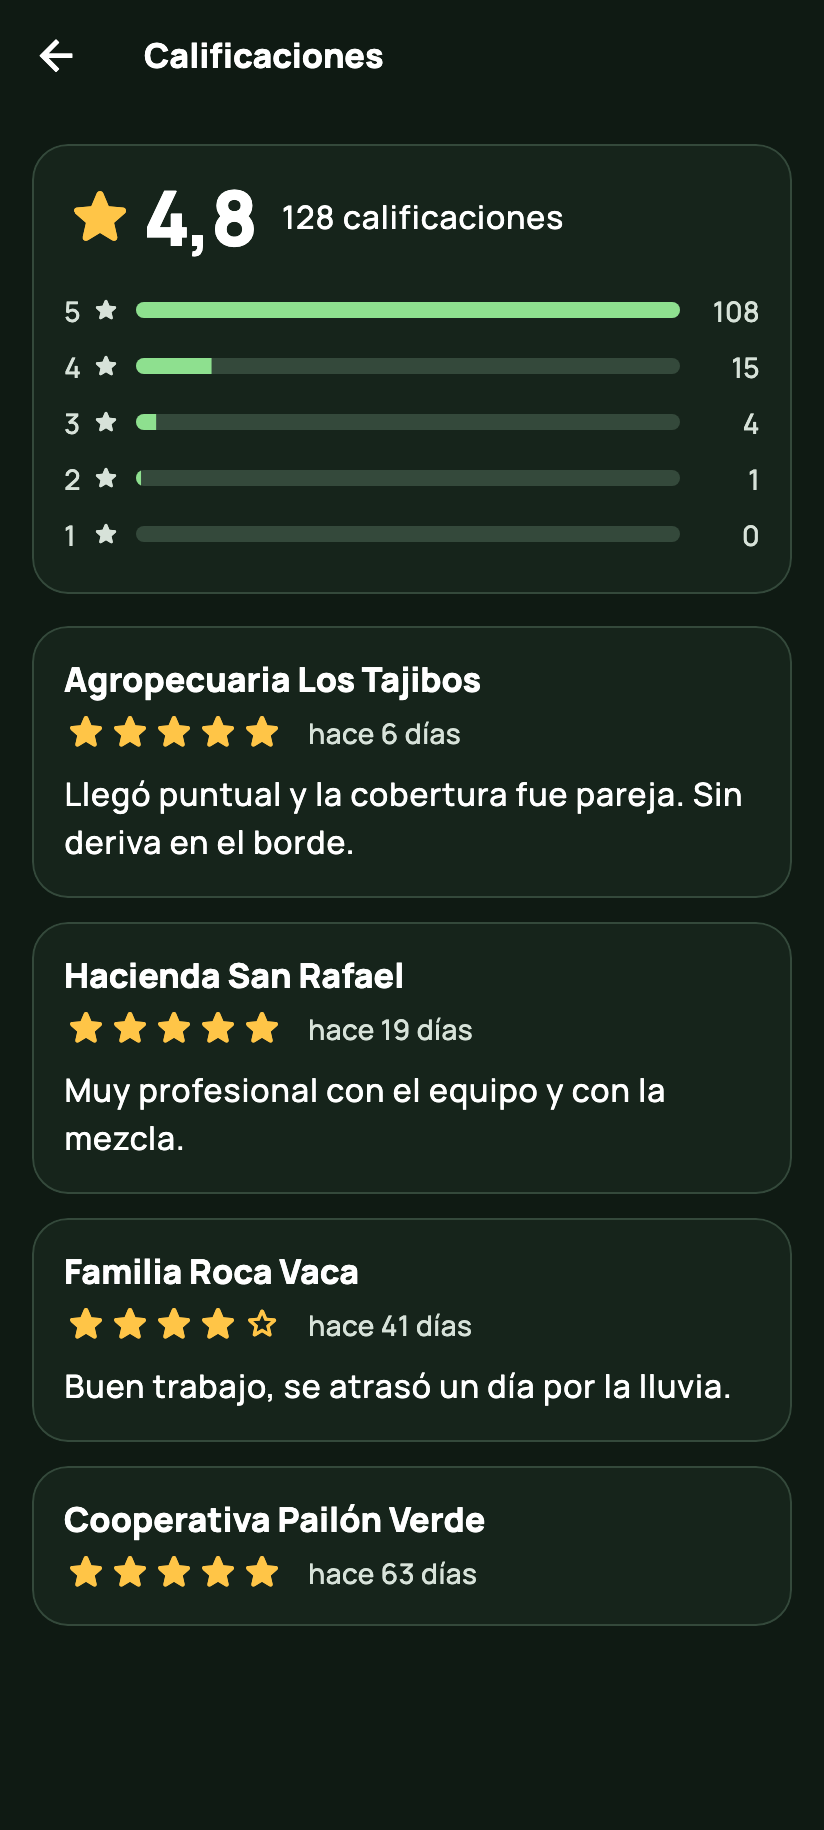 Calificaciones
4,8 128 calificaciones
5 108
4 15
3 4
2 1
1 0
Agropecuaria Los Tajibos
hace 6 días
Llegó puntual y la cobertura fue pareja. Sin
deriva en el borde.
Hacienda San Rafael
hace 19 días
Muy profesional con el equipo y con la
mezcla.
Familia Roca Vaca
hace 41 días
Buen trabajo, se atrasó un día por la lluvia.
Cooperativa Pailón Verde
hace 63 días